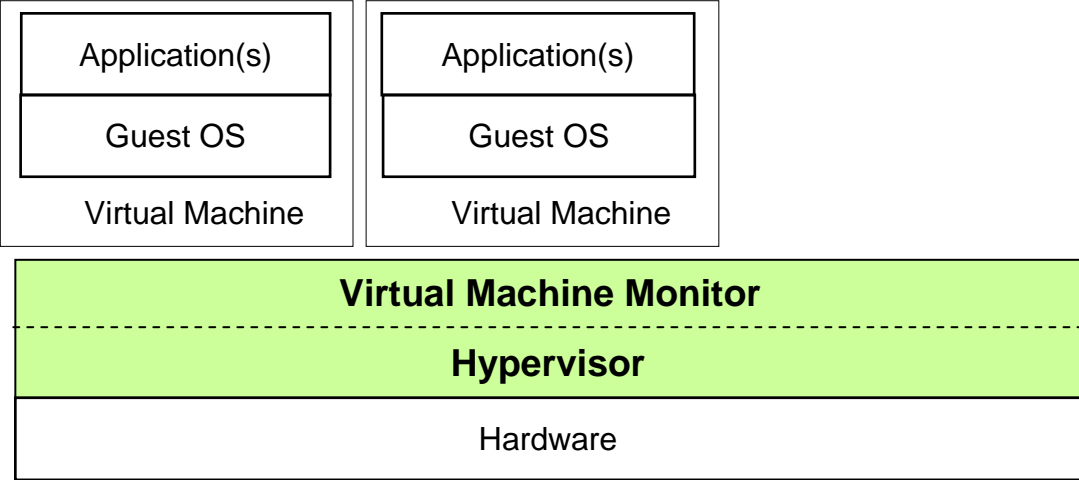 Application(s)
Guest OS
Virtual Machine
Application(s)
Guest OS
Virtual Machine
Virtual Machine Monitor
Hypervisor
Hardware